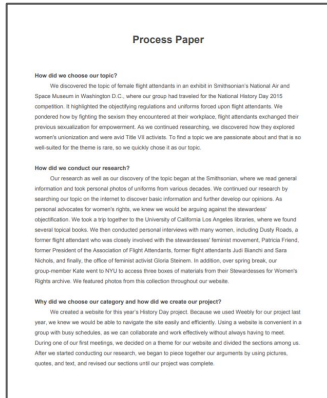 Process Paper
How did we choose our topic?
We discovered the topic of female flight attendants in an exhibit in Smithsonian's National Air and
Space Museum in Washington D.C., where our group had traveled for the National History Day 2015
competition. It highlighted the objectifying regulations and uniforms forced upon flight attendants. We
pondered how by fighting the sexism they encountered at their workplace, flight attendants exchanged their
previous sexualization for empowerment. As we continued researching, we discovered how they explored
women's unionization and were avid Title VII activists. To find a topic we are passionate about and that is so
well-suited for the theme is rare, so we quickly chose it as our topic.
How did we conduct our research?
Our research as well as our discovery of the topic began at the Smithsonian, where we read general
information and took personal photos of uniforms from various decades. We continued our research by
searching our topic on the internet to discover basic information and further develop our opinions. As
personal advocates for women's rights, we knew we would be arguing against the stewardesses'
objectification. We took a trip together to the University of California Los Angeles libraries, where we found
several topical books. We then conducted personal interviews with many women, including Dusty Roads, a
former flight attendant who was closely involved with the stewardesses' feminist movement, Patricia Friend,
former President of the Association of Flight Attendants, former flight attendants Judi Bianchi and Sara
Nichols, and finally, the office of feminist activist Gloria Steinem. In addition, over spring break, our
group-member Kate went to NYU to access three boxes of materials from their Stewardesses for Women's
Rights archive. We featured photos from this collection throughout our website.
Why did we choose our category and how did we create our project?
We created a website for this year's History Day project. Because we used Weebly for our project last
year, we knew we would be able to navigate the site easily and efficiently. Using a website is convenient in a
group with busy schedules, as we can collaborate and work effectively without always having to meet.
During one of our first meetings, we decided on a theme for our website and divided the sections among us.
After we started conducting our research, we began to piece together our arguments by using pictures,
quotes, and text, and revised our sections until our project was complete.